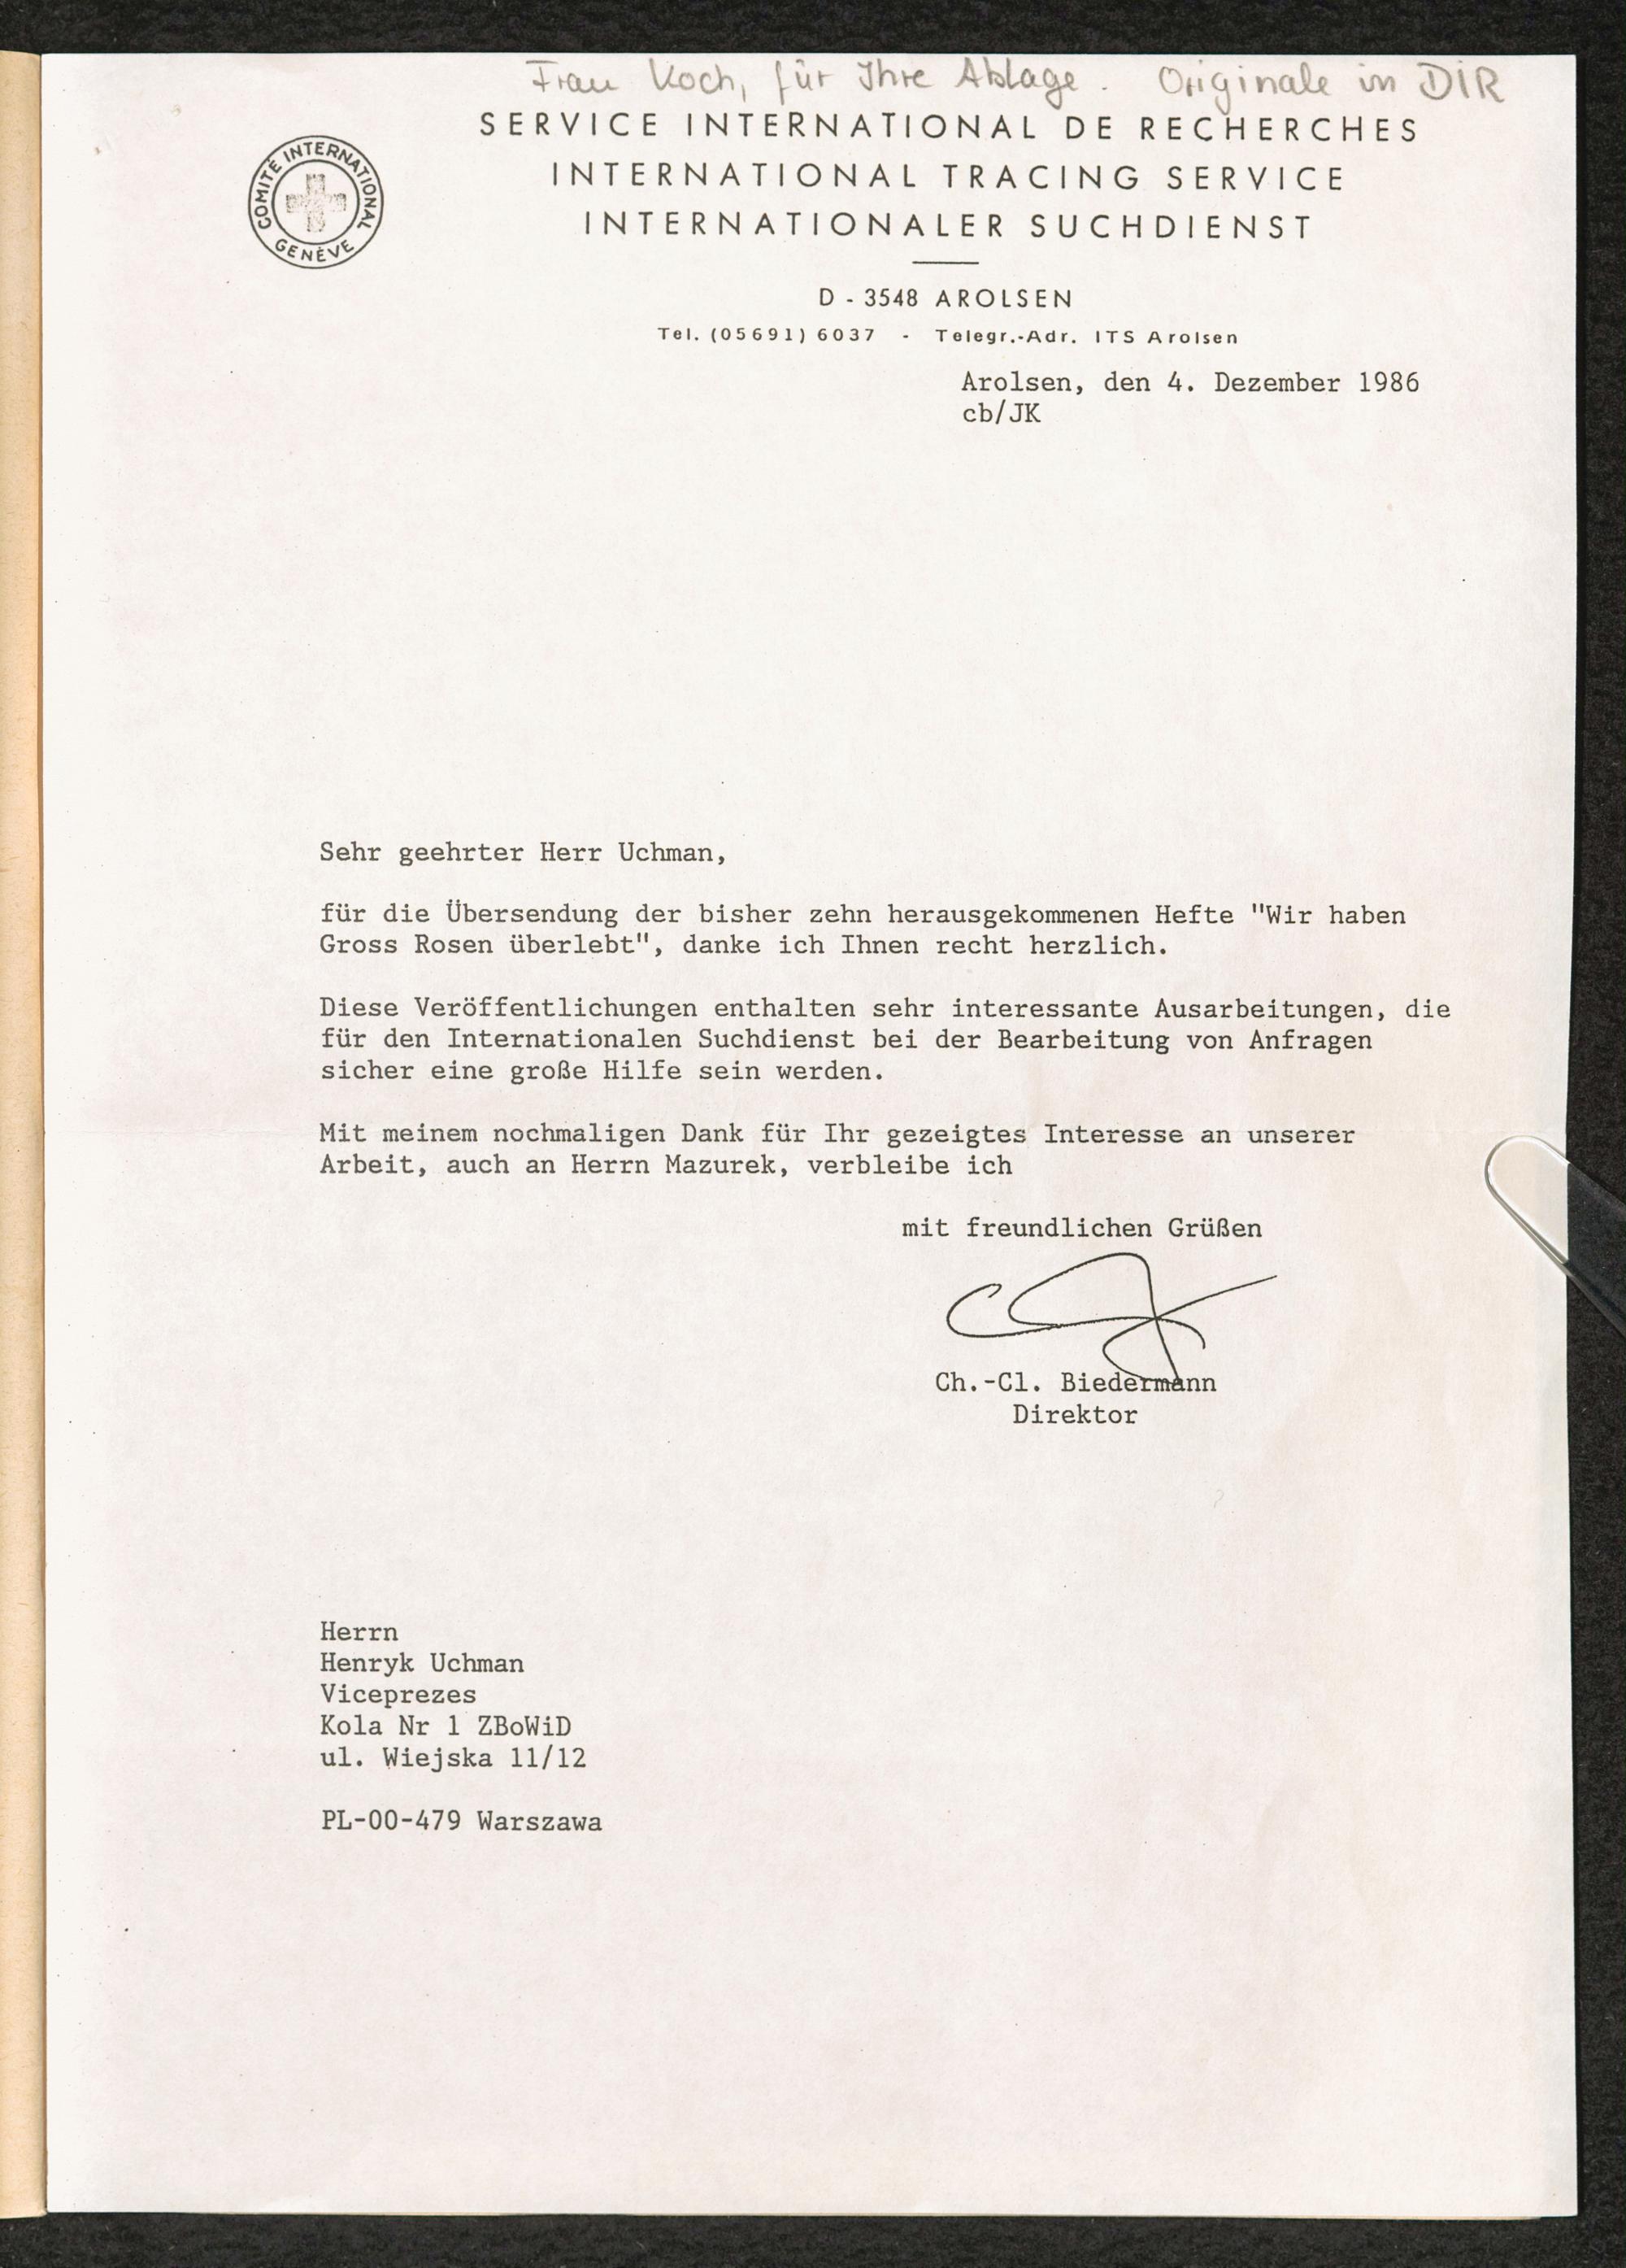 Frau Koch, für Ihre Ablage. Originale in DIR
SERVICE INTERNATIONAL DE RECHERCHES
INTERNATIONAL TRACING SERVICE
INTERNATIONALER SUCHDIENST
COMITÉ INTERNATIONAL
GENÈVE
D - 3548 AROLSEN
Tel. (05691) 6037 - Telegr.-Adr. ITS Arolsen
Arolsen, den 4. Dezember 1986
cb/JK
Sehr geehrter Herr Uchman,
für die Übersendung der bisher zehn herausgekommenen Hefte "Wir haben
Gross Rosen überlebt", danke ich Ihnen recht herzlich.
Diese Veröffentlichungen enthalten sehr interessante Ausarbeitungen, die
für den Internationalen Suchdienst bei der Bearbeitung von Anfragen
sicher eine große Hilfe sein werden.
Mit meinem nochmaligen Dank für Ihr gezeigtes Interesse an unserer
Arbeit, auch an Herrn Mazurek, verbleibe ich
mit freundlichen Grüßen
Ch.-Cl. Biedermann
Direktor
Herrn
Henryk Uchman
Viceprezes
Kola Nr 1 ZBoWiD
ul. Wiejska 11/12
PL-00-479 Warszawa